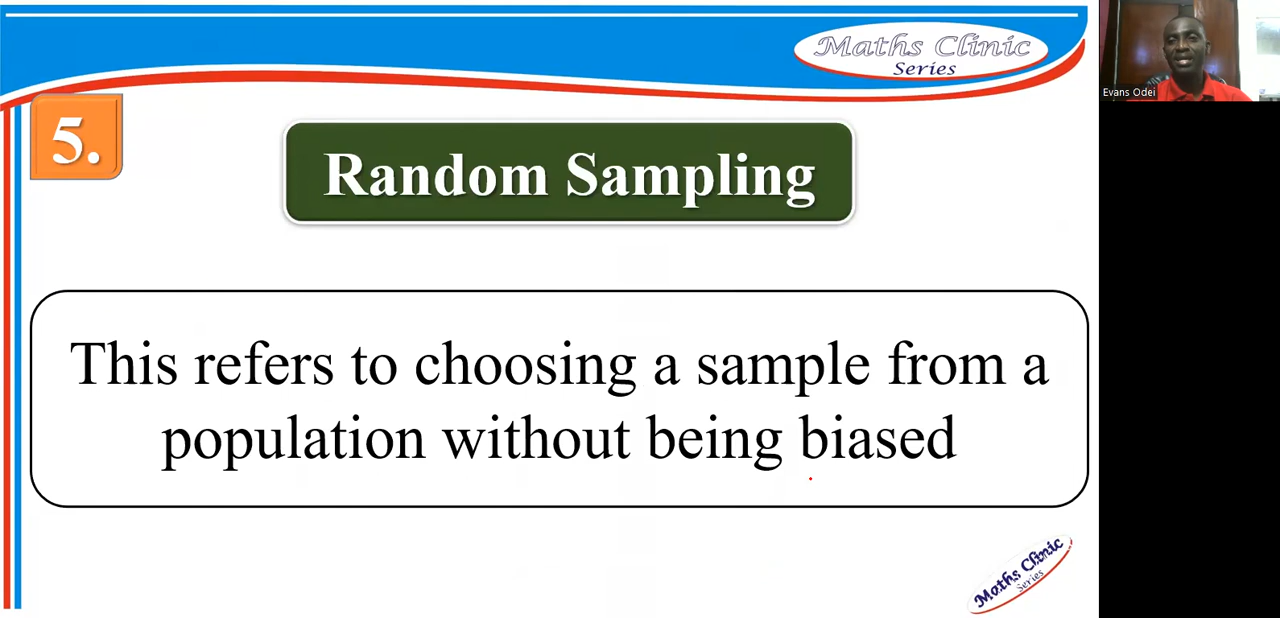 Maths Clinic
Series
Evans Odei
5.
Random Sampling
This refers to choosing a sample from a
population without being biased
Maths Clinic
Series